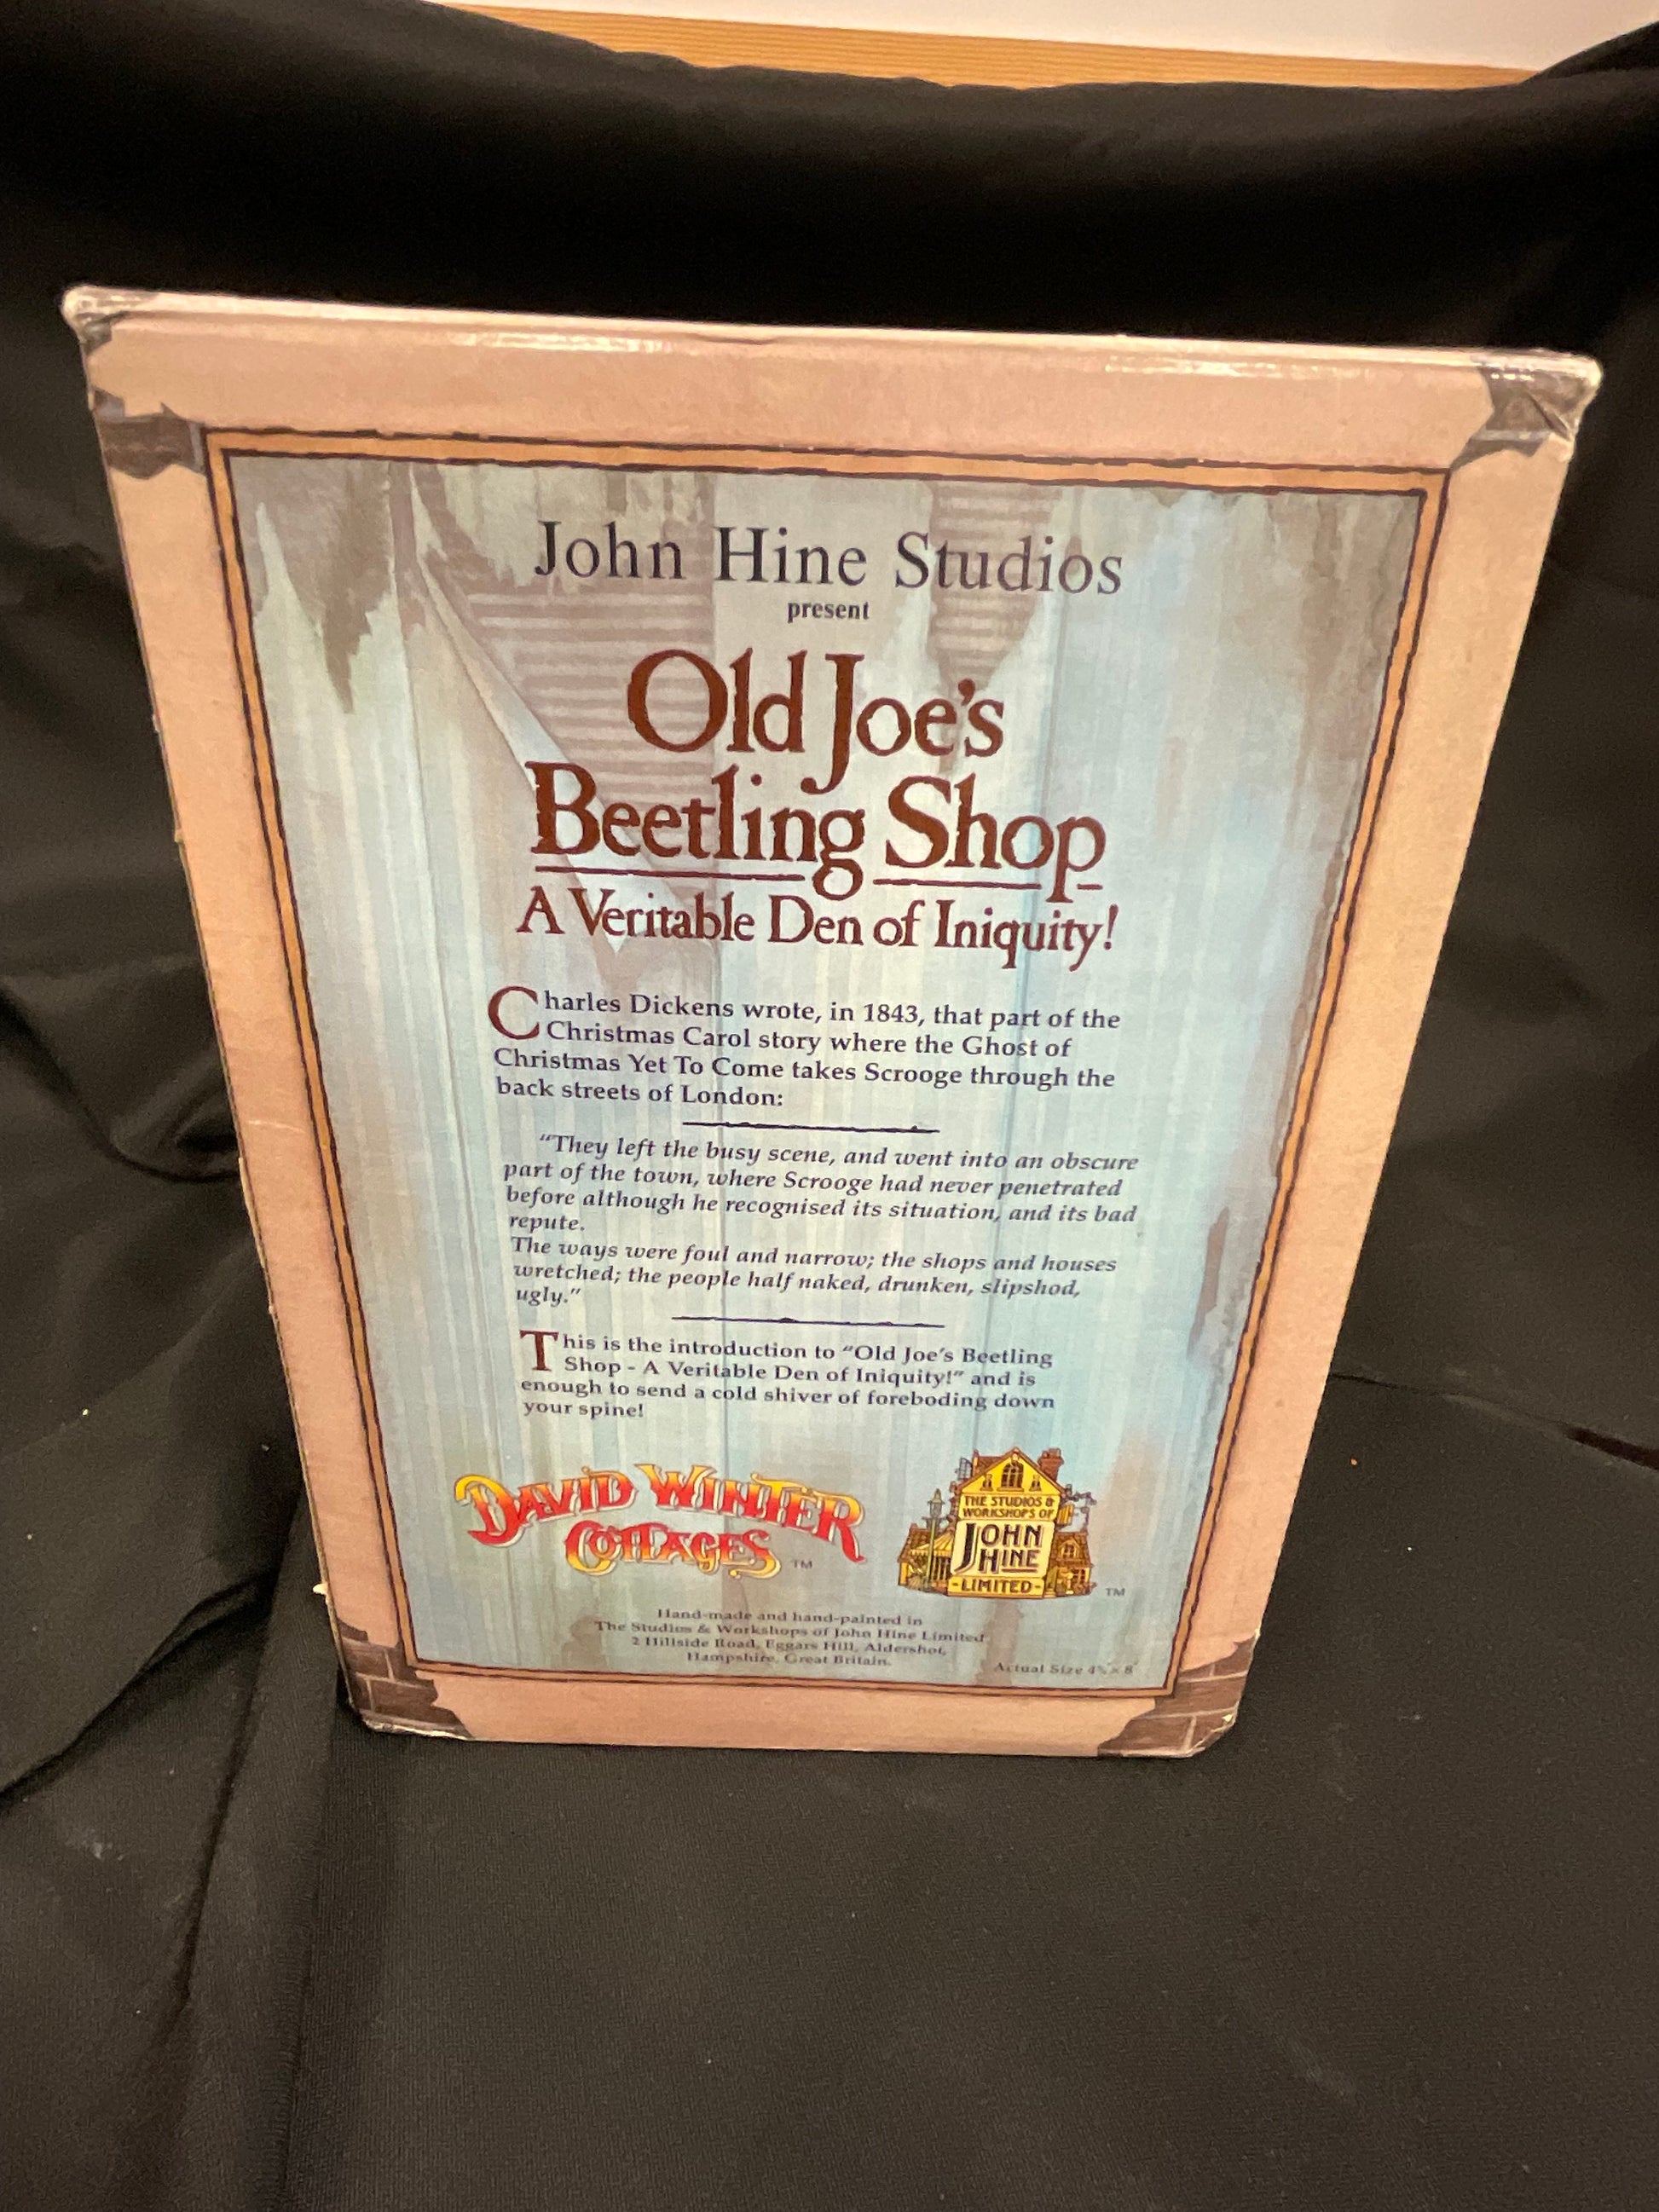 John Hine Studios
present
Old Joe's
Beetling Shop
A Veritable Den of Iniquity!
Charles Dickens wrote, in 1843, that part of the
Christmas Carol story where the Ghost of
Christmas Yet To Come takes Scrooge through the
back streets of London:
“They left the busy scene, and went into an obscure
part of the town, where Scrooge had never penetrated
before although he recognised its situation, and its bad
repute.
The ways were foul and narrow; the shops and houses
wretched; the people half naked, drunken, slipshod,
ugly.”
This is the introduction to “Old Joe's Beetling
Shop - A Veritable Den of Iniquity!” and is
enough to send a cold shiver of foreboding down
your spine!
DAVID WINTER
COTTAGES TM
THE STUDIOS &
WORKSHOPS OF
JOHN
HINE
-LIMITED- TM
Hand-made and hand-painted in
The Studios & Workshops of John Hine Limited
2 Hillside Road, Eggars Hill, Aldershot,
Hampshire, Great Britain.
Actual Size × 8"